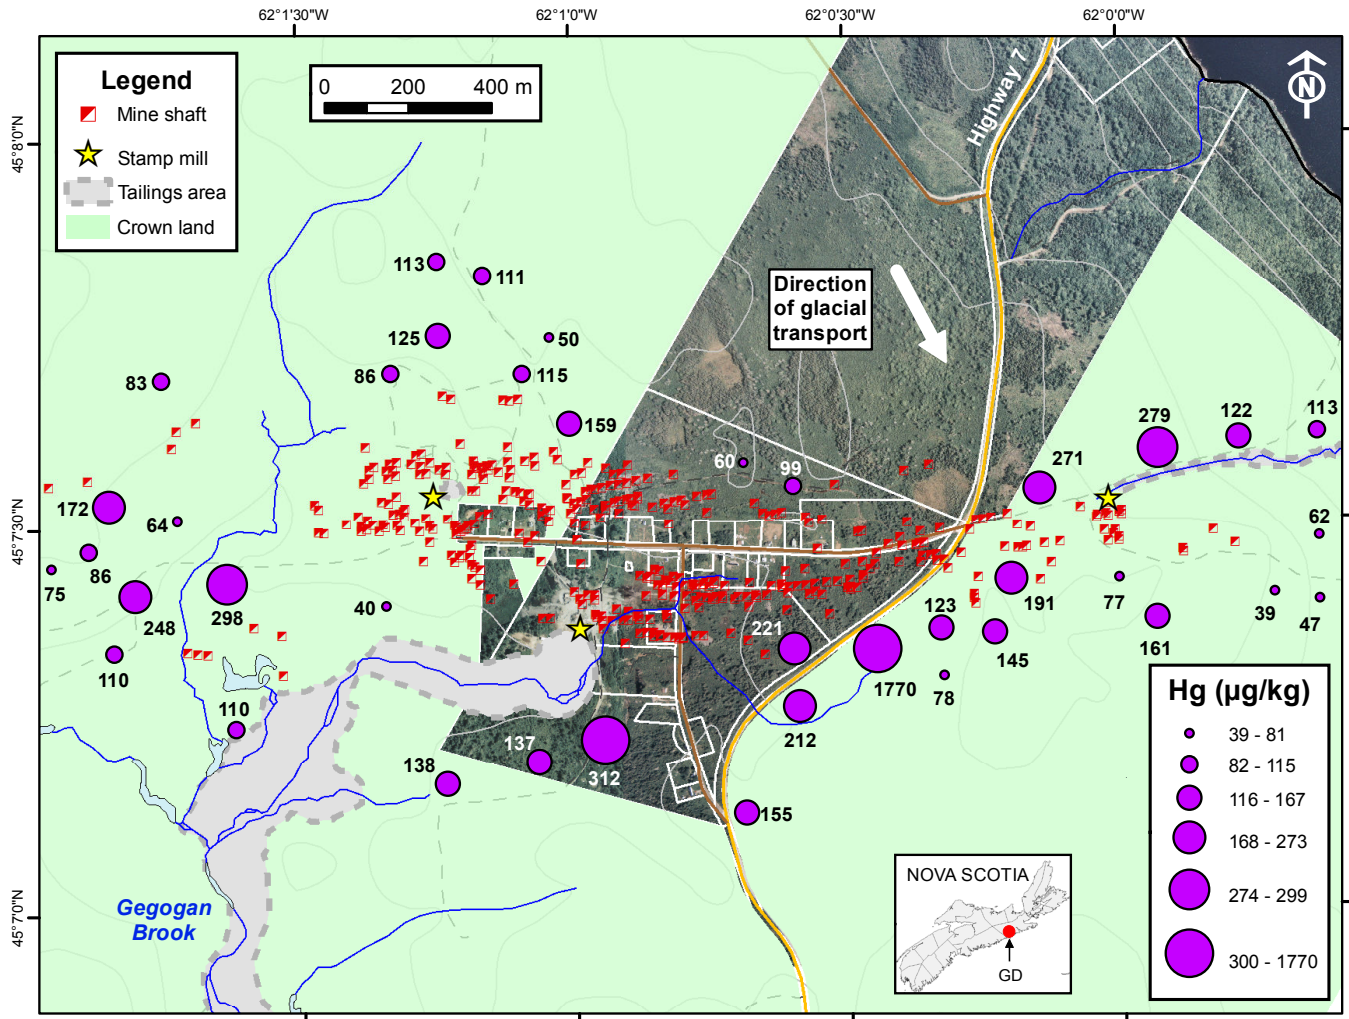 62°1'30"W
62°1'0"W
62°0'30"W
62°0'0"W
45°8'0"N
45°7'30"N
45°7'0"N
Legend
Mine shaft
Stamp mill
Tailings area
Crown land
0 200 400 m
Highway 7
N
Direction
of glacial
transport
113
111
125
50
83
86
115
159
60
99
279
122
113
271
172
64
86
75
248
298
40
110
110
191
77
62
39
47
161
123
145
78
221
1770
212
137
312
138
155
Gegogan
Brook
NOVA SCOTIA
GD
Hg (µg/kg)
39 - 81
82 - 115
116 - 167
168 - 273
274 - 299
300 - 1770